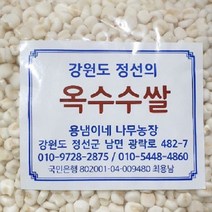 강원도 정선의
옥수수쌀
용냄이네 나무농장
강원도 정선군 남면 광락로 482-7
010-9728-2875 / 010-5448-4860
국민은행 802001-04-009480 최용남